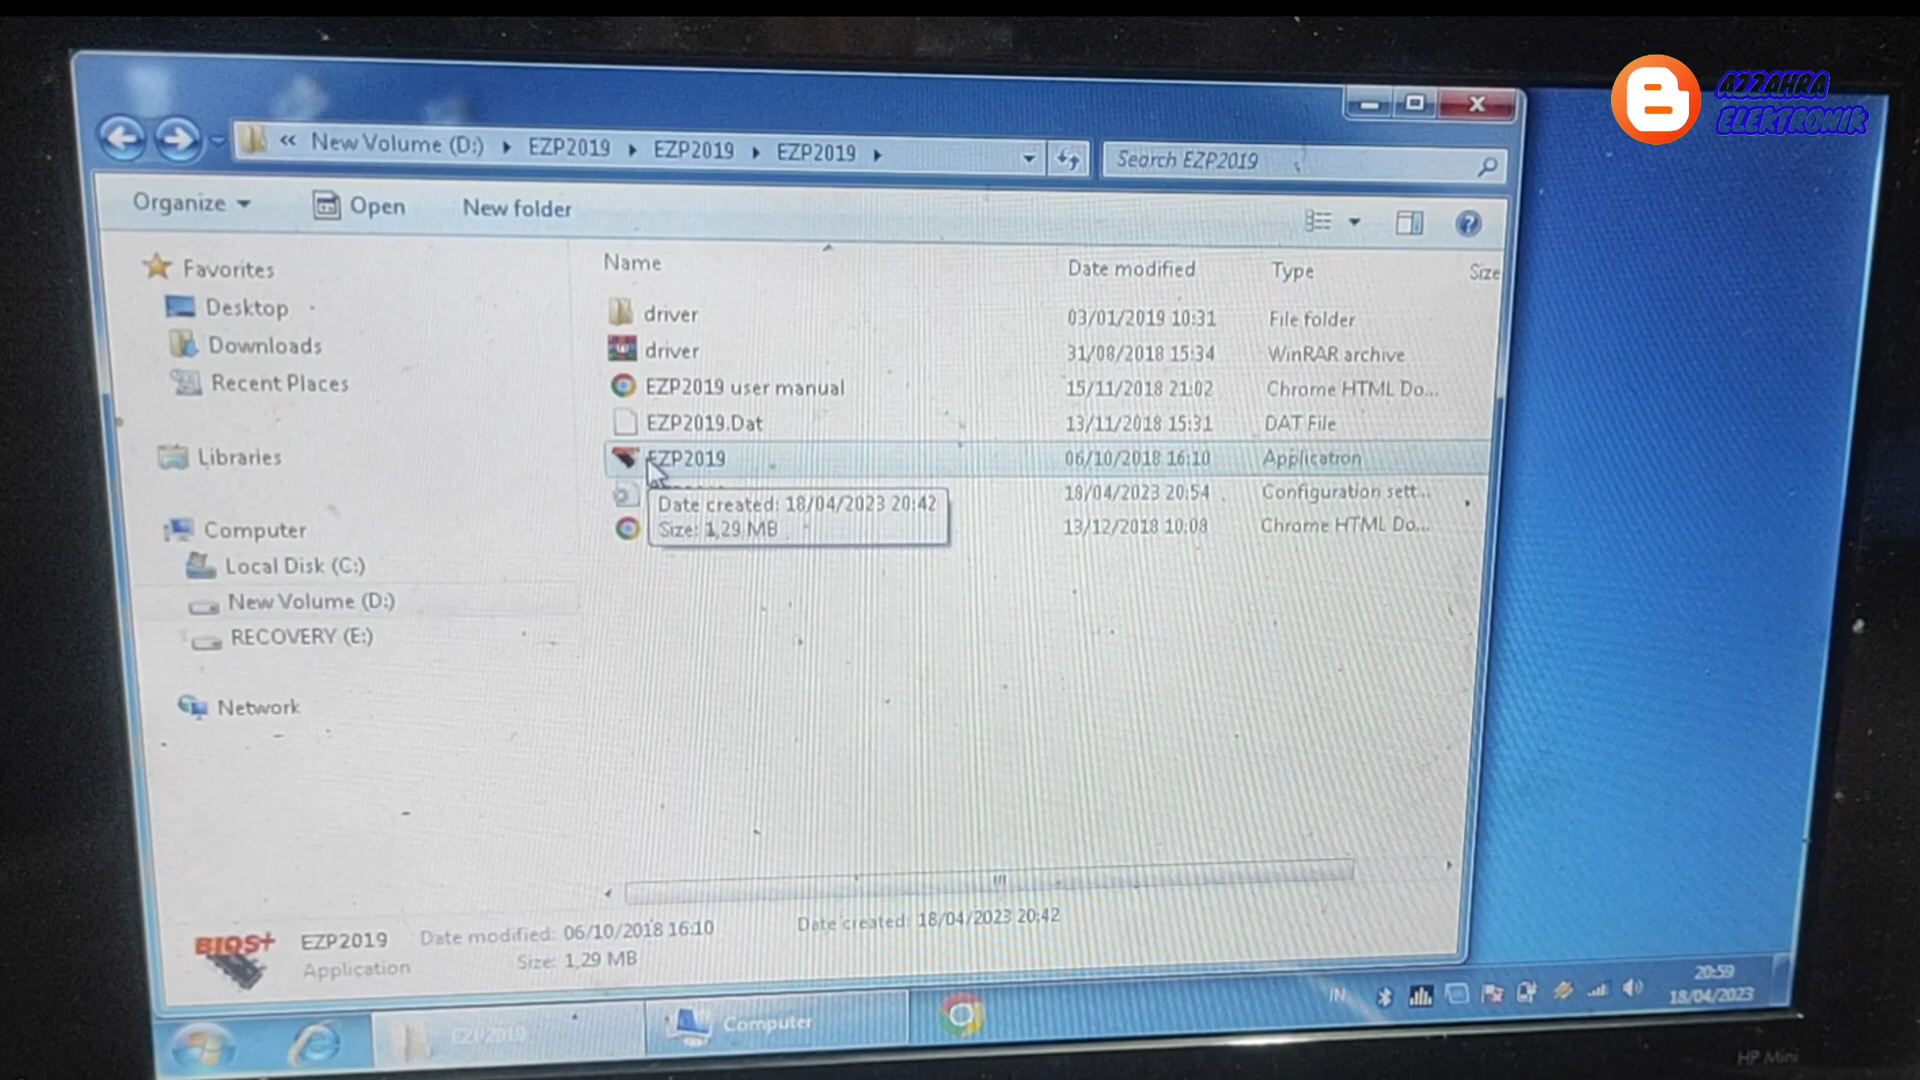 AZZAHRA
ELEKTRONIK
« New Volume (D:) EZP2019 EZP2019 EZP2019
Search EZP2019
Organize Open New folder
Favorites
Desktop
Downloads
Recent Places
Libraries
Computer
Local Disk (C:)
New Volume (D:)
RECOVERY (E:)
Network
Name Date modified Type Size
driver 03/01/2019 10:31 File folder
driver 31/08/2018 15:34 WinRAR archive
EZP2019 user manual 15/11/2018 21:02 Chrome HTML Do...
EZP2019.Dat 13/11/2018 15:31 DAT File
EZP2019 06/10/2018 16:10 Application
18/04/2023 20:54 Configuration sett...
13/12/2018 10:08 Chrome HTML Do...
Date created: 18/04/2023 20:42
Size: 1,29 MB
BIOS+
EZP2019 Date modified: 06/10/2018 16:10 Date created: 18/04/2023 20:42
Application Size: 1,29 MB
EZP2019
Computer
IN
20:59
18/04/2023
HP Mini